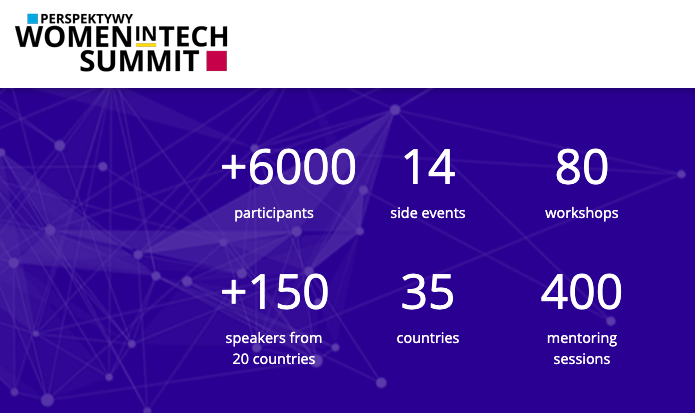 PERSPEKTYWY
WOMEN IN TECH
SUMMIT
+6000
participants
14
side events
80
workshops
+150
speakers from
20 countries
35
countries
400
mentoring
sessions